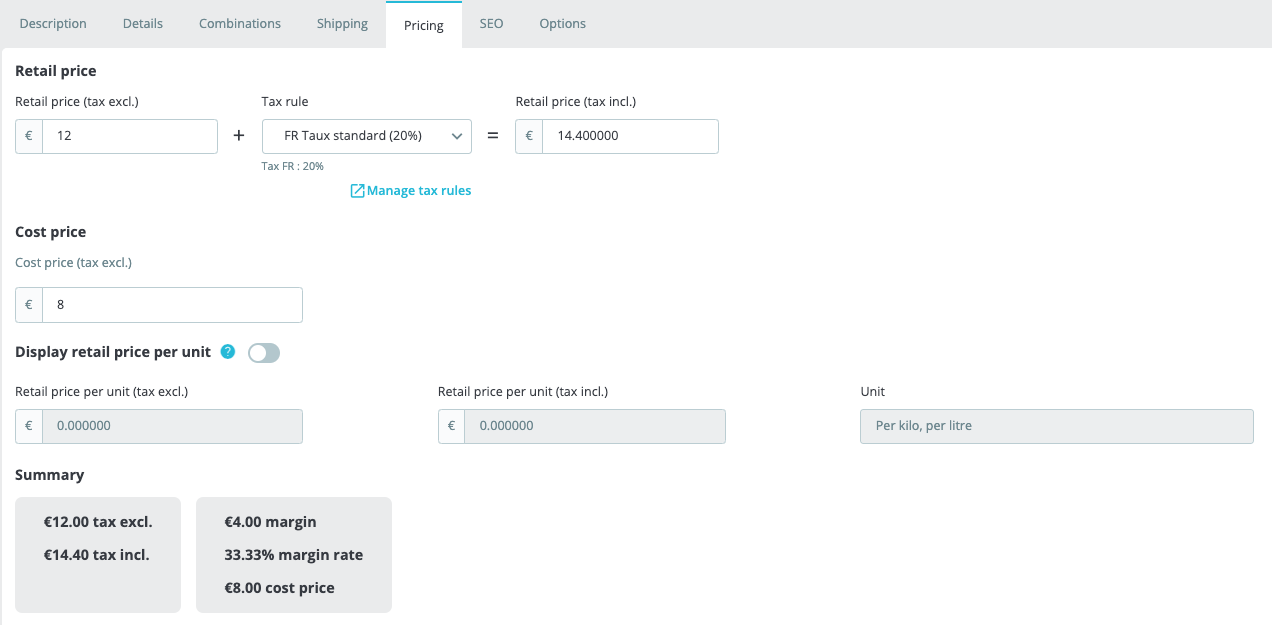 Description Details Combinations Shipping Pricing SEO Options
Retail price
Retail price (tax excl.) Tax rule Retail price (tax incl.)
€ 12 + FR Taux standard (20%) = € 14.400000
Tax FR : 20%
Manage tax rules
Cost price
Cost price (tax excl.)
€ 8
Display retail price per unit ?
Retail price per unit (tax excl.) Retail price per unit (tax incl.) Unit
€ 0.000000 € 0.000000 Per kilo, per litre
Summary
€12.00 tax excl. €4.00 margin
€14.40 tax incl. 33.33% margin rate
€8.00 cost price